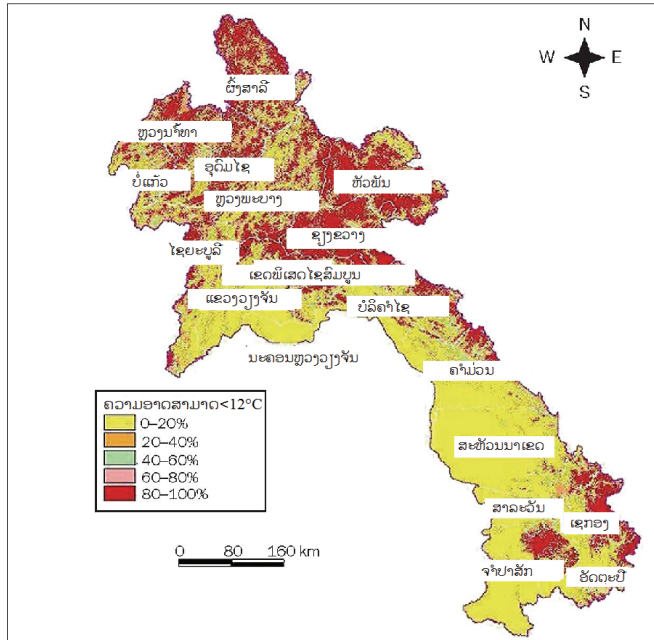 N
W E
S
ຜົ້ງສາລີ
ຫຼວງນ້ຳທາ
ອຸດົມໄຊ
ບໍ່ແກ້ວ
ຫົວພັນ
ຫຼວງພະບາງ
ຊຽງຂວາງ
ໄຊຍະບູລີ
ເຂດພິເສດໄຊສົມບູນ
ແຂວງວຽງຈັນ
ບໍລິຄຳໄຊ
ນະຄອນຫຼວງວຽງຈັນ
ຄຳມ່ວນ
ຄວາມອາດສາມາດ<12°C
0–20%
20–40%
40–60%
60–80%
80–100%
ສະຫັວນນາເຂດ
ສາລະວັນ
ເຊກອງ
0 80 160 km
ຈຳປາສັກ
ອັດຕະປື